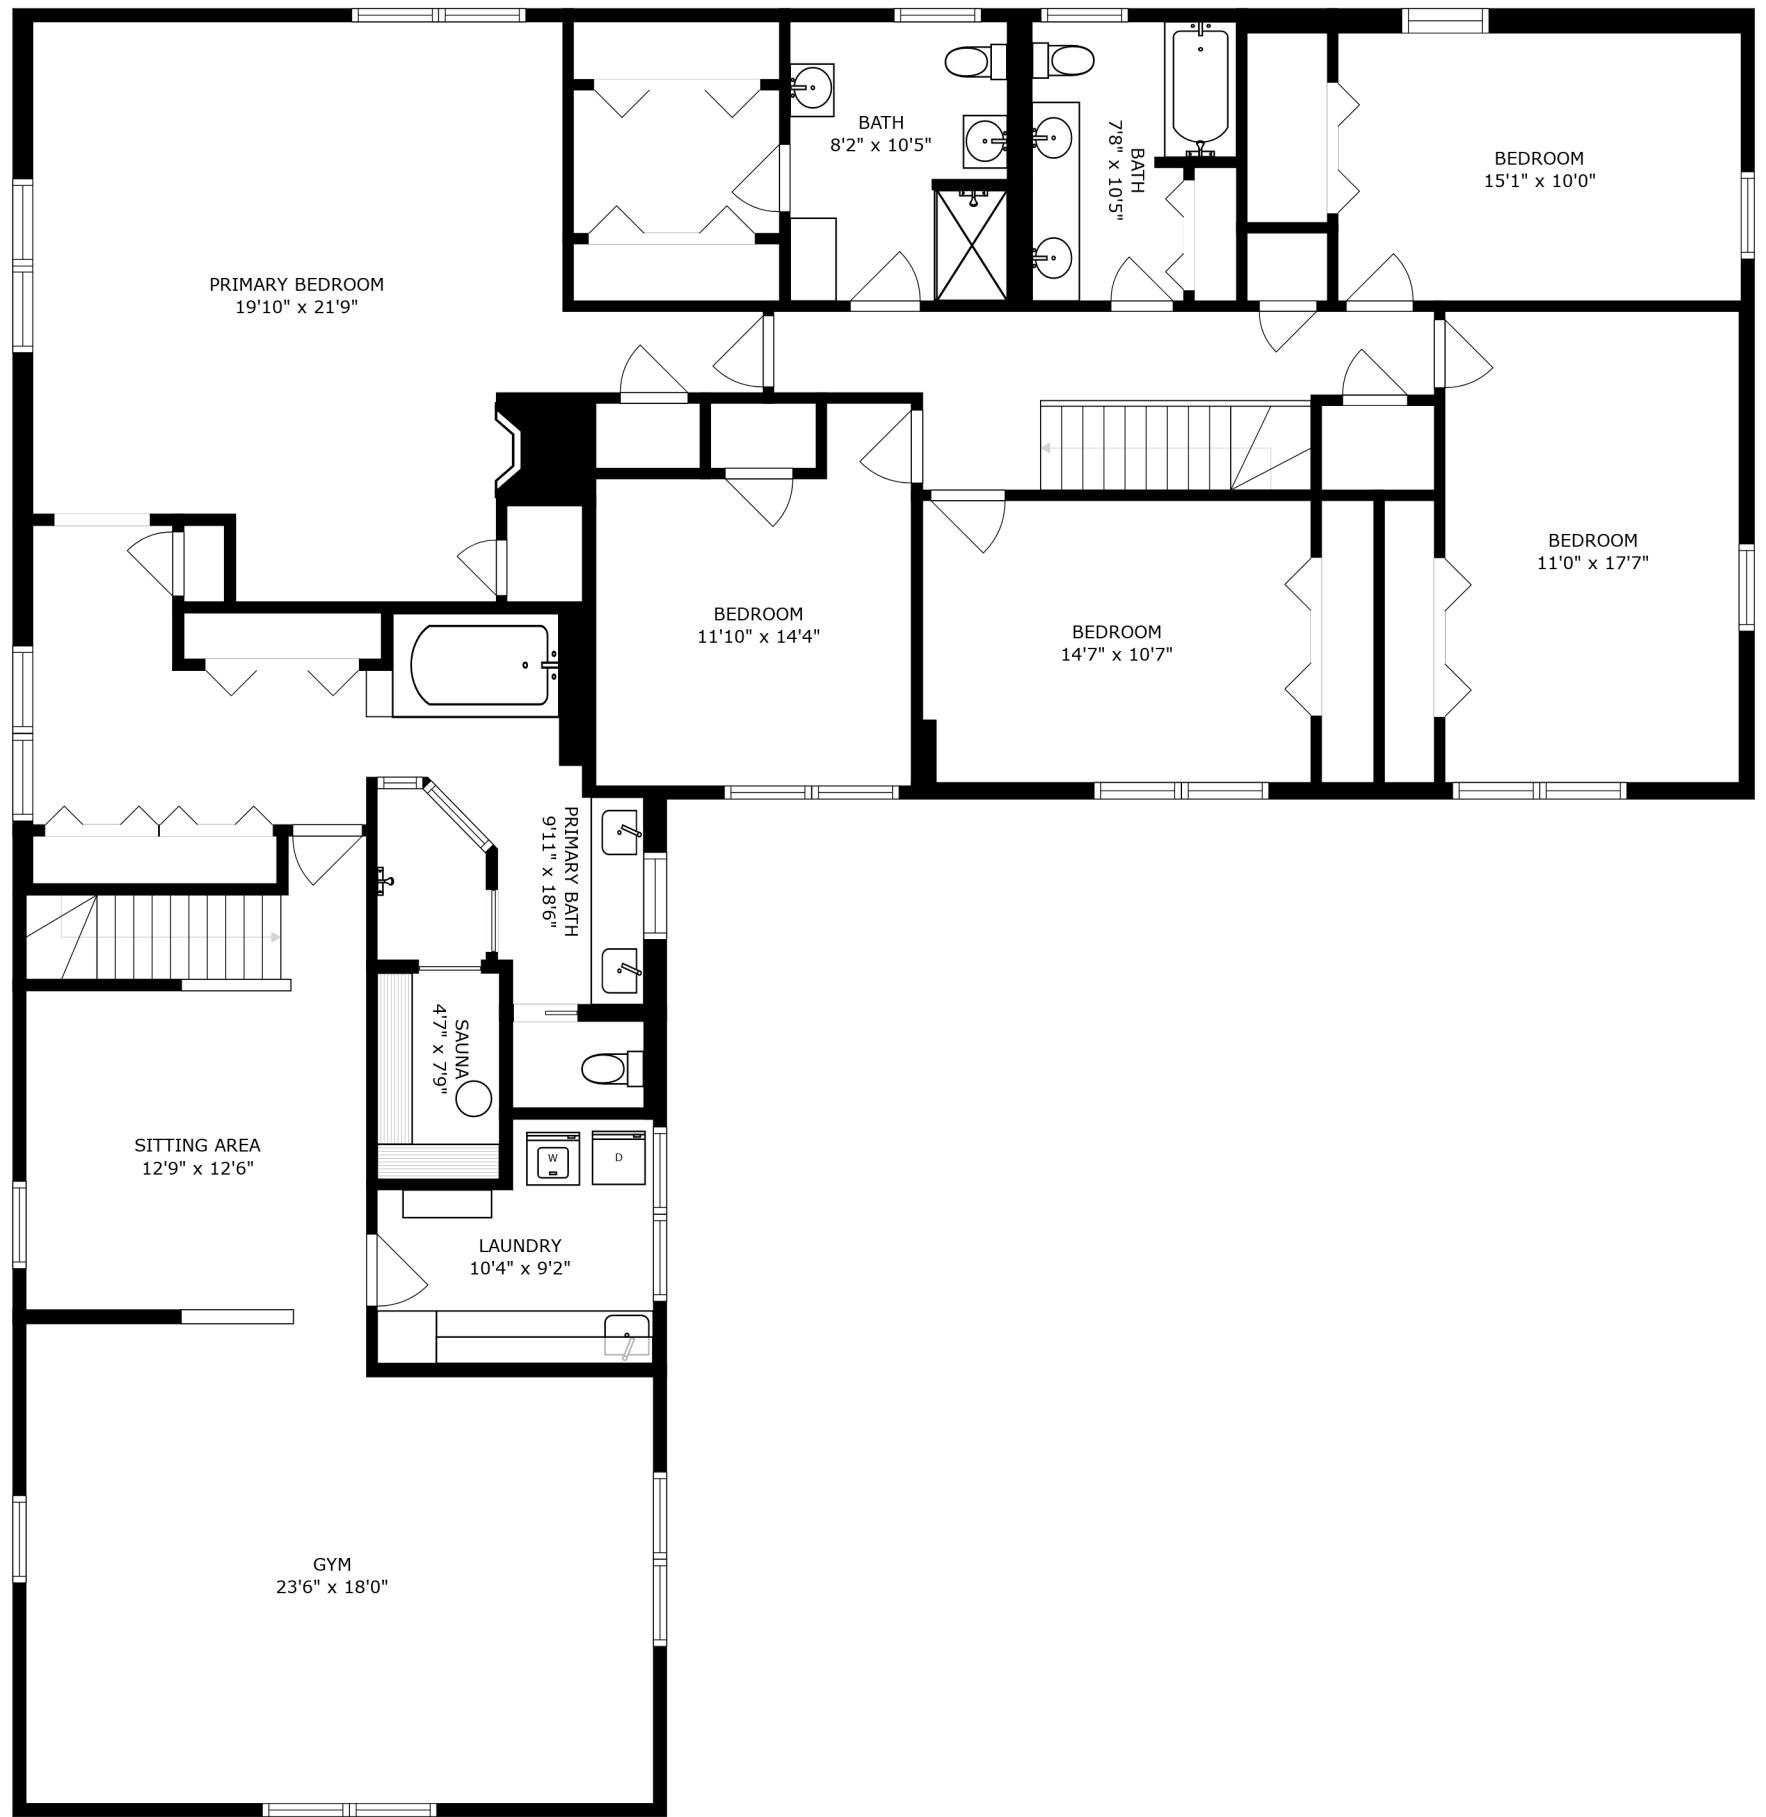 BATH
8'2" x 10'5"
BATH
7'8" x 10'5"
BEDROOM
15'1" x 10'0"
PRIMARY BEDROOM
19'10" x 21'9"
BEDROOM
11'0" x 17'7"
BEDROOM
11'10" x 14'4"
BEDROOM
14'7" x 10'7"
PRIMARY BATH
9'11" x 18'6"
SAUNA
4'7" x 7'9"
SITTING AREA
12'9" x 12'6"
W
D
LAUNDRY
10'4" x 9'2"
GYM
23'6" x 18'0"